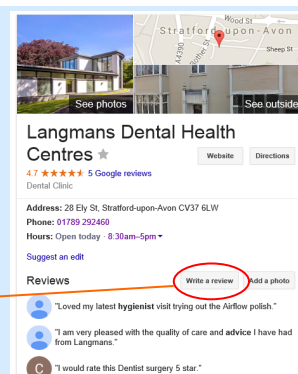 Wood St
Stratford-upon-Avon
A4390
Rother St
Sheep St
See photos
See outside
Langmans Dental Health
Centres
Website
Directions
4.7 5 Google reviews
Dental Clinic
Address: 28 Ely St, Stratford-upon-Avon CV37 6LW
Phone: 01789 292460
Hours: Open today · 8:30am–5pm
Suggest an edit
Reviews
Write a review
Add a photo
"Loved my latest hygienist visit trying out the Airflow polish."
"I am very pleased with the quality of care and advice I have had
from Langmans."
C
"I would rate this Dentist surgery 5 star."